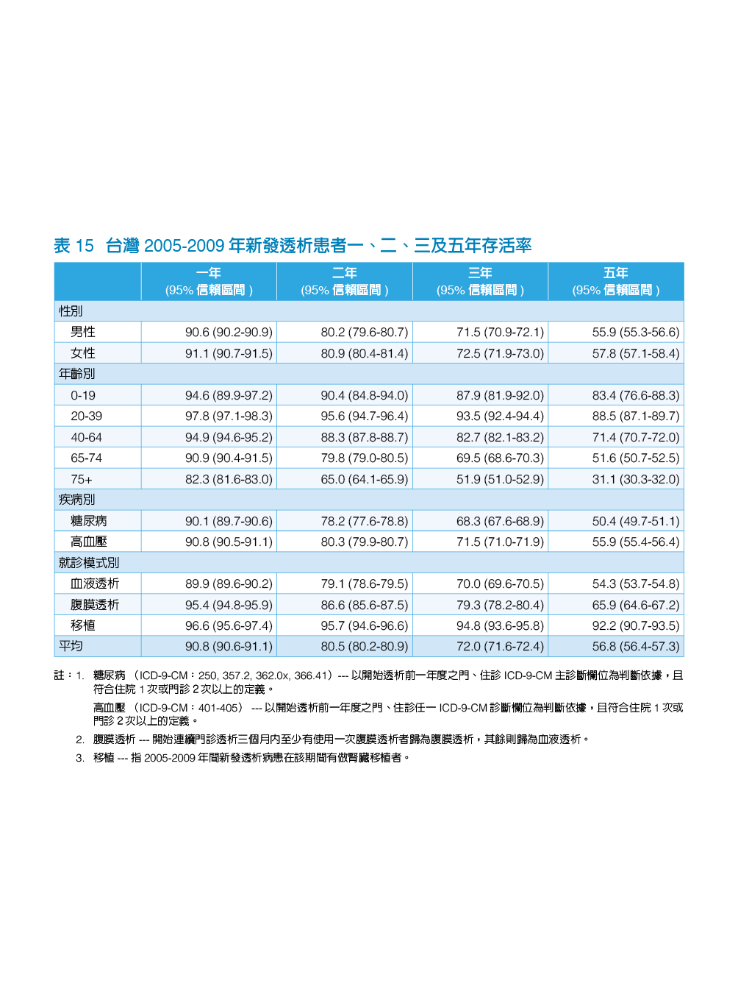 表 15 台灣 2005-2009 年新發透析患者一、二、三及五年存活率
一年 二年 三年 五年
(95% 信賴區間 ) (95% 信賴區間 ) (95% 信賴區間 ) (95% 信賴區間 )
性別
男性 90.6 (90.2-90.9) 80.2 (79.6-80.7) 71.5 (70.9-72.1) 55.9 (55.3-56.6)
女性 91.1 (90.7-91.5) 80.9 (80.4-81.4) 72.5 (71.9-73.0) 57.8 (57.1-58.4)
年齡別
0-19 94.6 (89.9-97.2) 90.4 (84.8-94.0) 87.9 (81.9-92.0) 83.4 (76.6-88.3)
20-39 97.8 (97.1-98.3) 95.6 (94.7-96.4) 93.5 (92.4-94.4) 88.5 (87.1-89.7)
40-64 94.9 (94.6-95.2) 88.3 (87.8-88.7) 82.7 (82.1-83.2) 71.4 (70.7-72.0)
65-74 90.9 (90.4-91.5) 79.8 (79.0-80.5) 69.5 (68.6-70.3) 51.6 (50.7-52.5)
75+ 82.3 (81.6-83.0) 65.0 (64.1-65.9) 51.9 (51.0-52.9) 31.1 (30.3-32.0)
疾病別
糖尿病 90.1 (89.7-90.6) 78.2 (77.6-78.8) 68.3 (67.6-68.9) 50.4 (49.7-51.1)
高血壓 90.8 (90.5-91.1) 80.3 (79.9-80.7) 71.5 (71.0-71.9) 55.9 (55.4-56.4)
就診模式別
血液透析 89.9 (89.6-90.2) 79.1 (78.6-79.5) 70.0 (69.6-70.5) 54.3 (53.7-54.8)
腹膜透析 95.4 (94.8-95.9) 86.6 (85.6-87.5) 79.3 (78.2-80.4) 65.9 (64.6-67.2)
移植 96.6 (95.6-97.4) 95.7 (94.6-96.6) 94.8 (93.6-95.8) 92.2 (90.7-93.5)
平均 90.8 (90.6-91.1) 80.5 (80.2-80.9) 72.0 (71.6-72.4) 56.8 (56.4-57.3)
註：1. 糖尿病 （ICD-9-CM：250, 357.2, 362.0x, 366.41）--- 以開始透析前一年度之門、住診 ICD-9-CM 主診斷欄位為判斷依據，且
符合住院 1 次或門診 2 次以上的定義。
高血壓 （ICD-9-CM：401-405） --- 以開始透析前一年度之門、住診任一 ICD-9-CM 診斷欄位為判斷依據，且符合住院 1 次或
門診 2 次以上的定義。
2. 腹膜透析 --- 開始連續門診透析三個月內至少有使用一次腹膜透析者歸為腹膜透析，其餘則歸為血液透析。
3. 移植 --- 指 2005-2009 年間新發透析病患在該期間有做腎臟移植者。